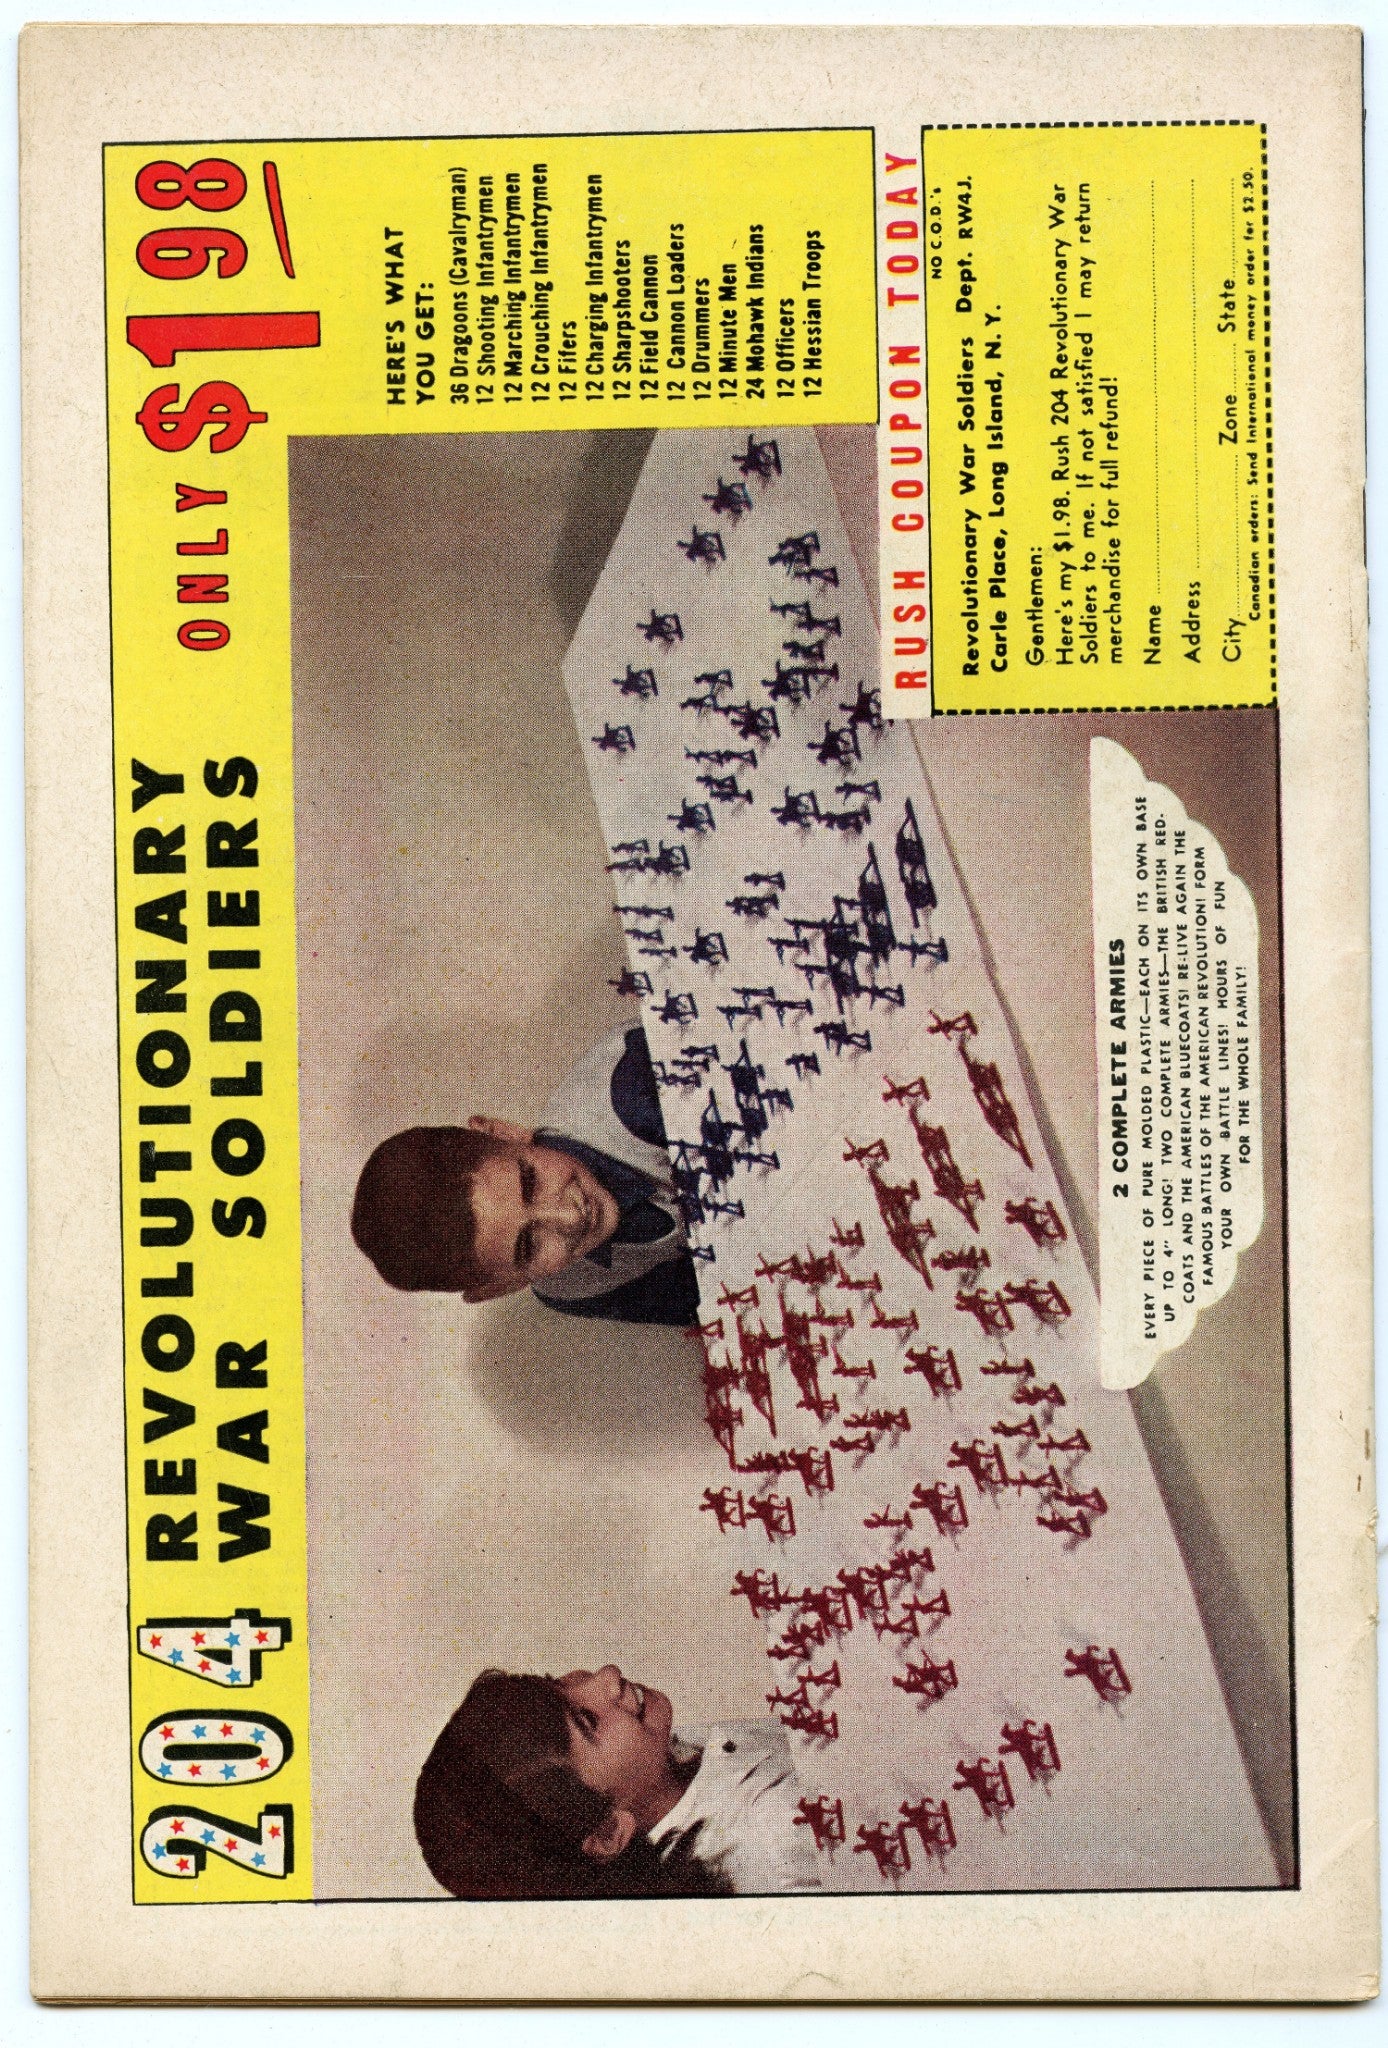 204 REVOLUTIONARY
WAR SOLDIERS
ONLY $1 98
HERE'S WHAT
YOU GET:
36 Dragoons (Cavalryman)
12 Shooting Infantrymen
12 Marching Infantrymen
12 Crouching Infantrymen
12 Fifers
12 Charging Infantrymen
12 Sharpshooters
12 Field Cannon
12 Cannon Loaders
12 Drummers
12 Minute Men
24 Mohawk Indians
12 Officers
12 Hessian Troops
RUSH COUPON TODAY
NO C.O.D.'s
Revolutionary War Soldiers Dept. RW4J.
Carle Place, Long Island, N. Y.
Gentlemen:
Here's my $1.98. Rush 204 Revolutionary War
Soldiers to me. If not satisfied I may return
merchandise for full refund!
Name
Address
City Zone State
Canadian orders: Send International money order for $2.50.
2 COMPLETE ARMIES
EVERY PIECE OF PURE MOLDED PLASTIC—EACH ON ITS OWN BASE
UP TO 4" LONG! TWO COMPLETE ARMIES—THE BRITISH RED-
COATS AND THE AMERICAN BLUECOATS! RE-LIVE AGAIN THE
FAMOUS BATTLES OF THE AMERICAN REVOLUTION! FORM
YOUR OWN BATTLE LINES! HOURS OF FUN
FOR THE WHOLE FAMILY!